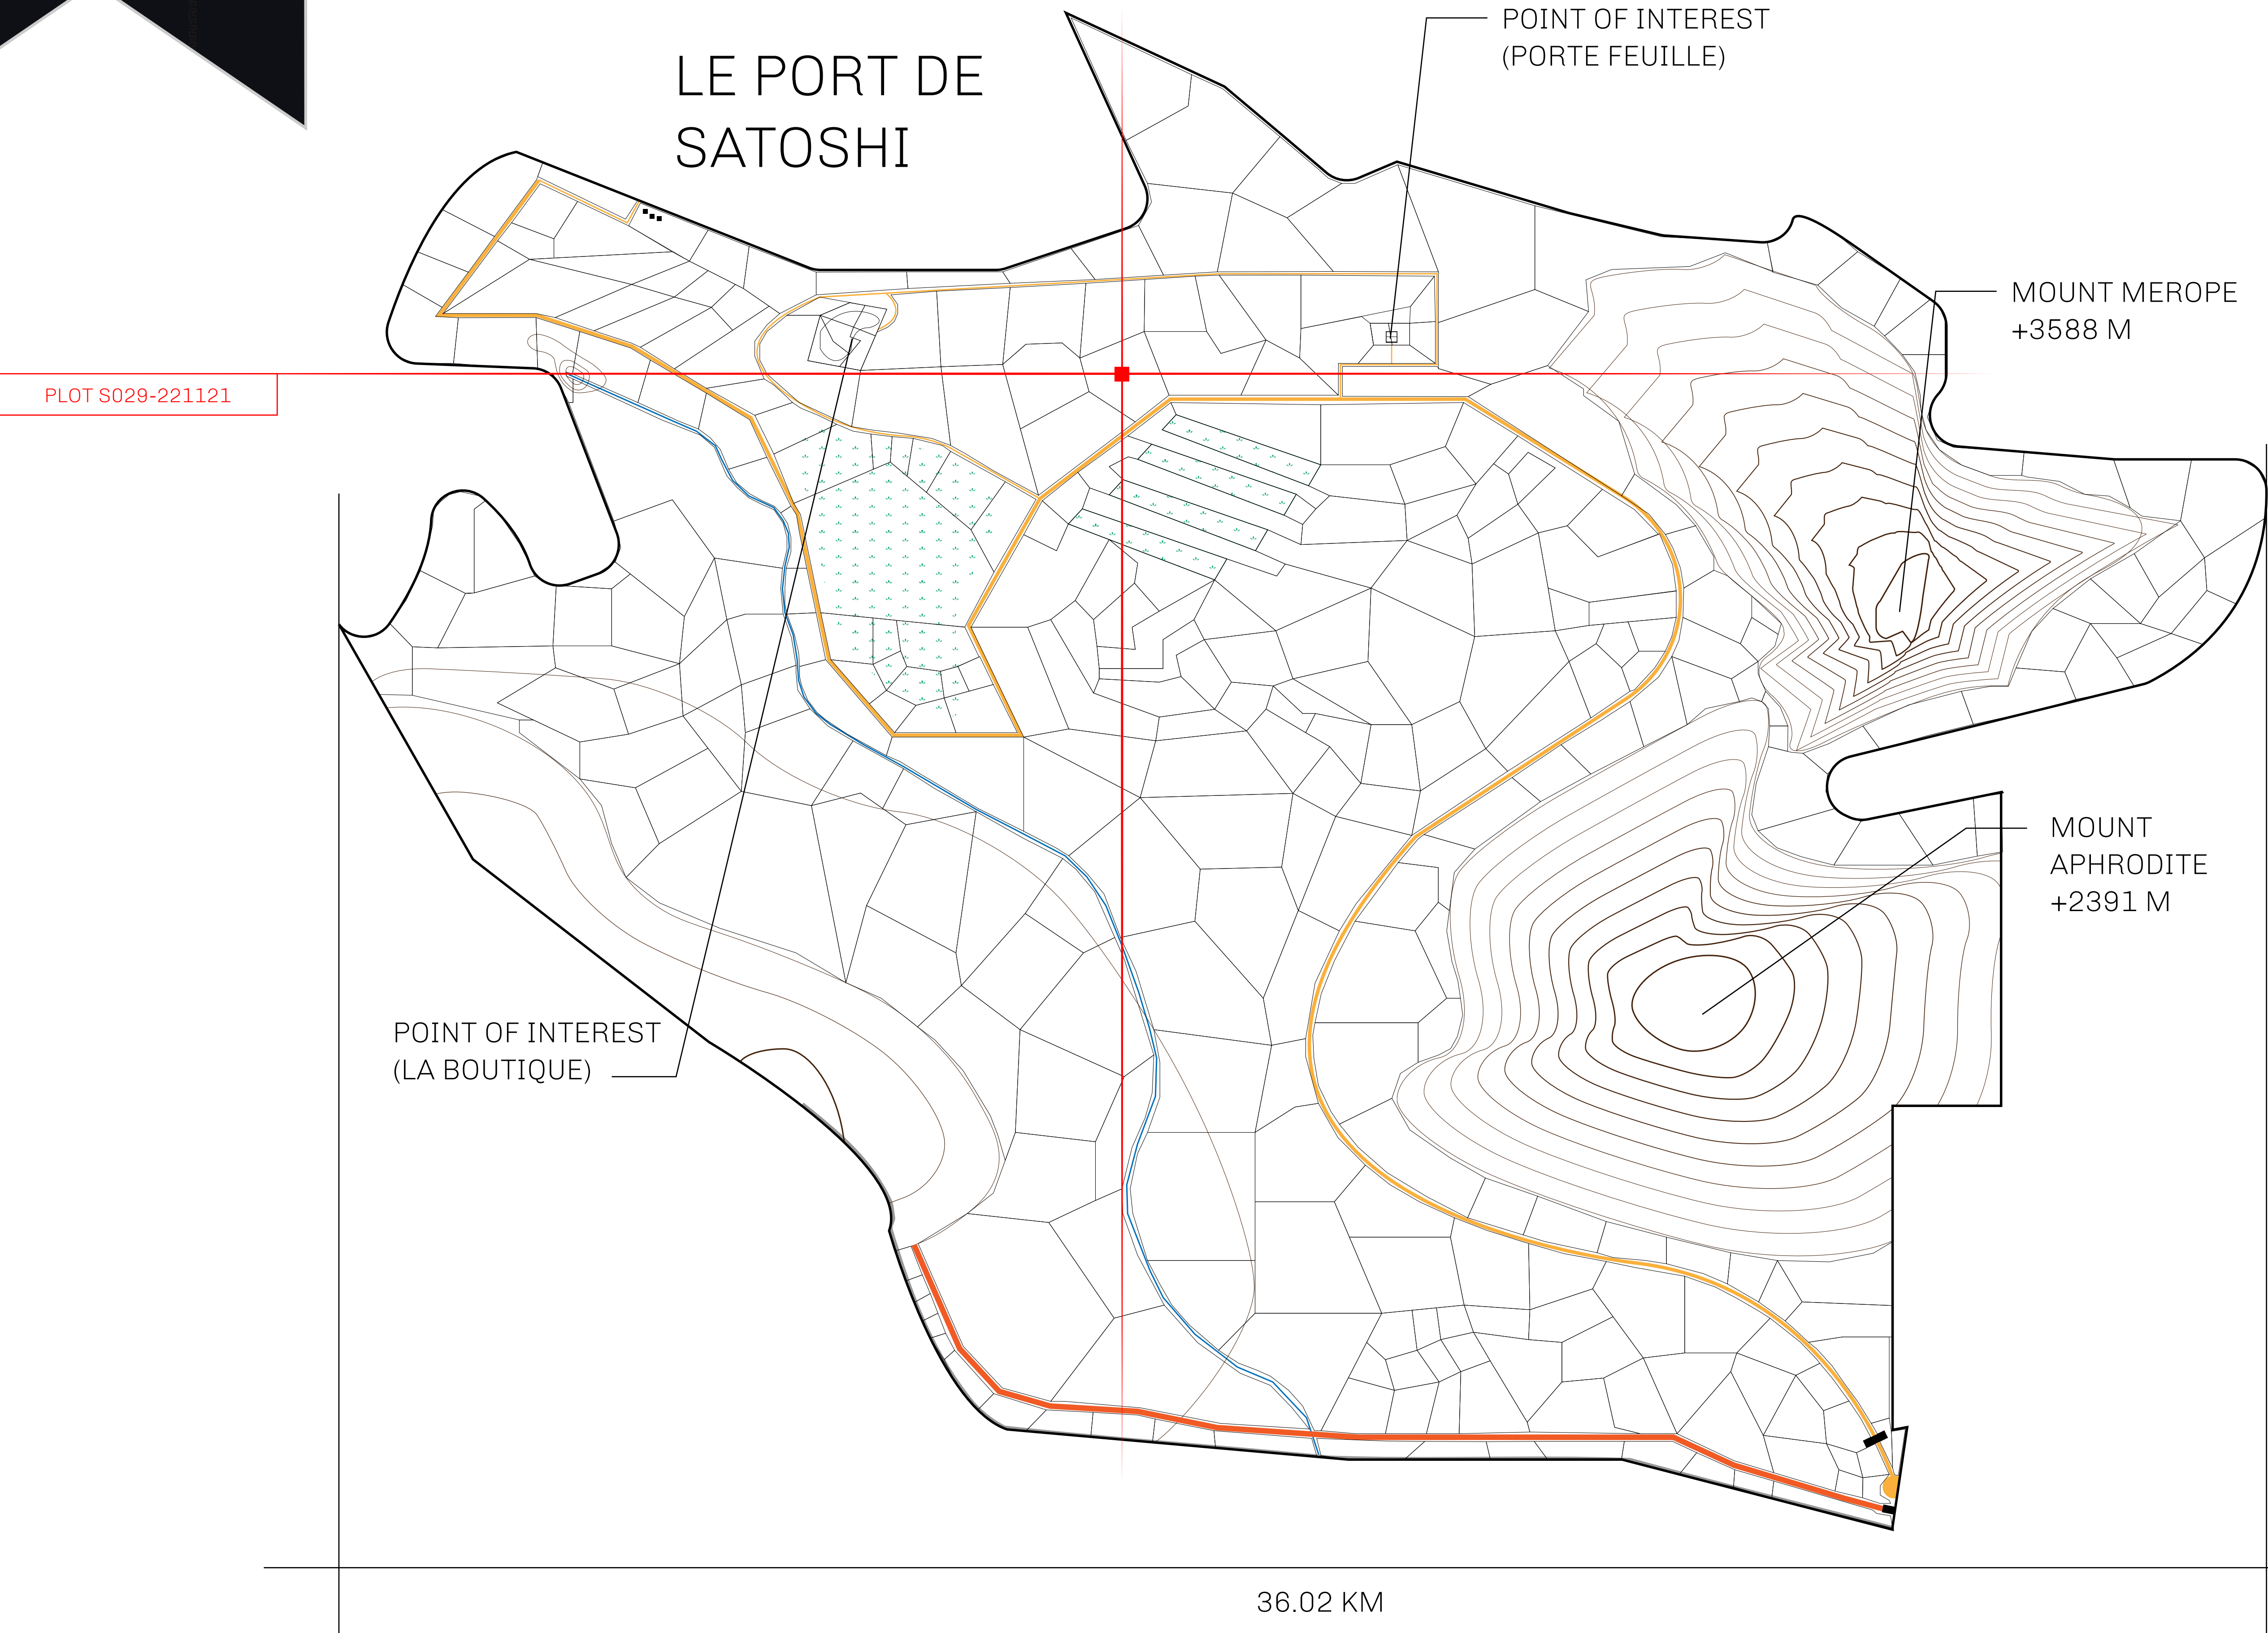 POINT OF INTEREST
(PORTE FEUILLE)
LE PORT DE
SATOSHI
MOUNT MEROPE
+3588 M
PLOT S029-221121
MOUNT
APHRODITE
+2391 M
POINT OF INTEREST
(LA BOUTIQUE)
36.02 KM